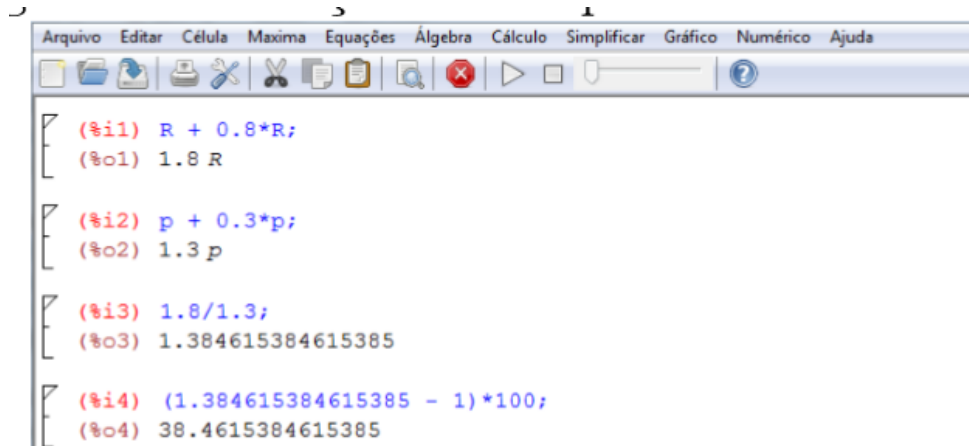 Arquivo Editar Célula Maxima Equações Álgebra Cálculo Simplificar Gráfico Numérico Ajuda
(%i1) R + 0.8*R;
(%o1) 1.8 R
(%i2) p + 0.3*p;
(%o2) 1.3 p
(%i3) 1.8/1.3;
(%o3) 1.384615384615385
(%i4) (1.384615384615385 - 1)*100;
(%o4) 38.4615384615385